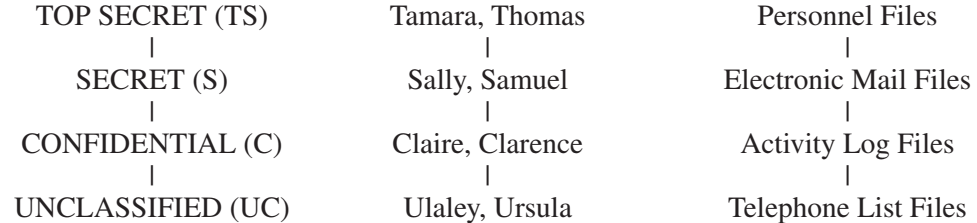 TOP SECRET (TS) Tamara, Thomas Personnel Files
SECRET (S) Sally, Samuel Electronic Mail Files
CONFIDENTIAL (C) Claire, Clarence Activity Log Files
UNCLASSIFIED (UC) Ulaley, Ursula Telephone List Files